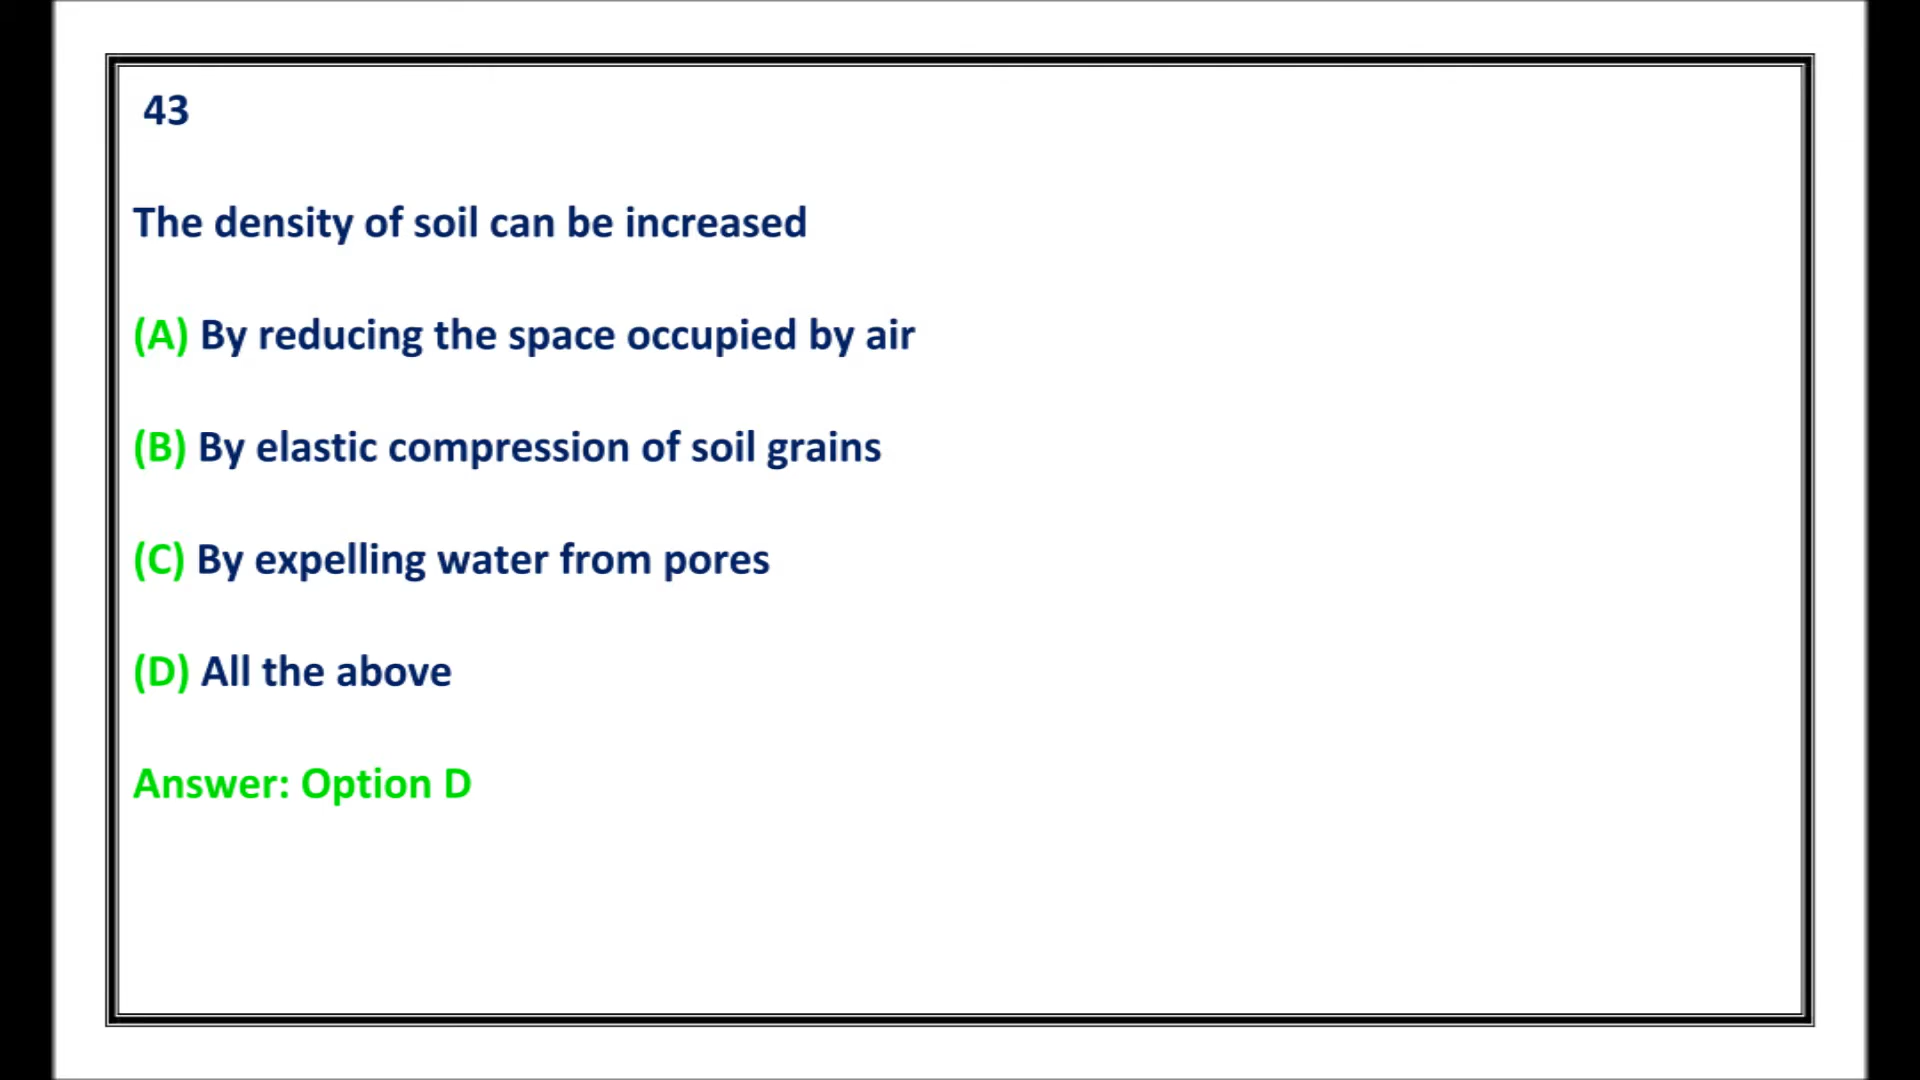 43
The density of soil can be increased
(A) By reducing the space occupied by air
(B) By elastic compression of soil grains
(C) By expelling water from pores
(D) All the above
Answer: Option D